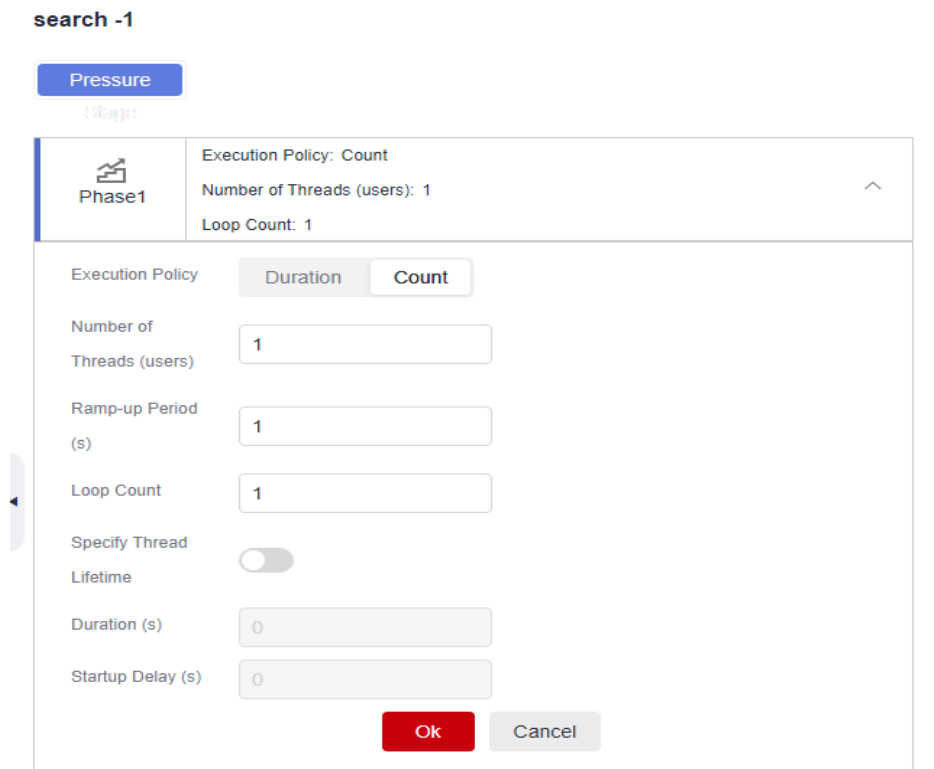 search -1
Pressure
Stage
Phase1
Execution Policy: Count
Number of Threads (users): 1
Loop Count: 1
Execution Policy
Duration
Count
Number of
Threads (users)
1
Ramp-up Period
(s)
1
Loop Count
1
Specify Thread
Lifetime
Duration (s)
0
Startup Delay (s)
0
Ok
Cancel